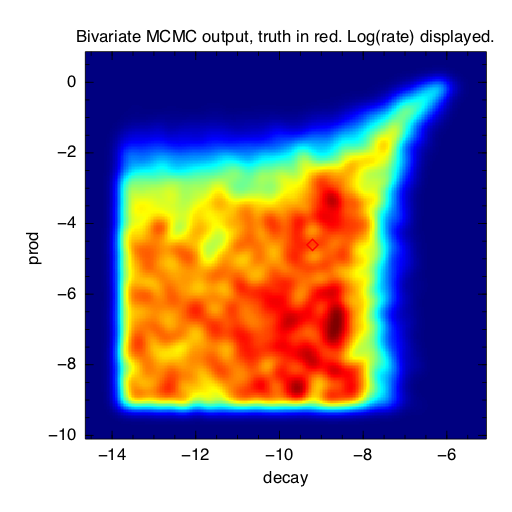 Bivariate MCMC output, truth in red. Log(rate) displayed.
0
−2
−4
−6
−8
−10
prod
−14 −12 −10 −8 −6
decay